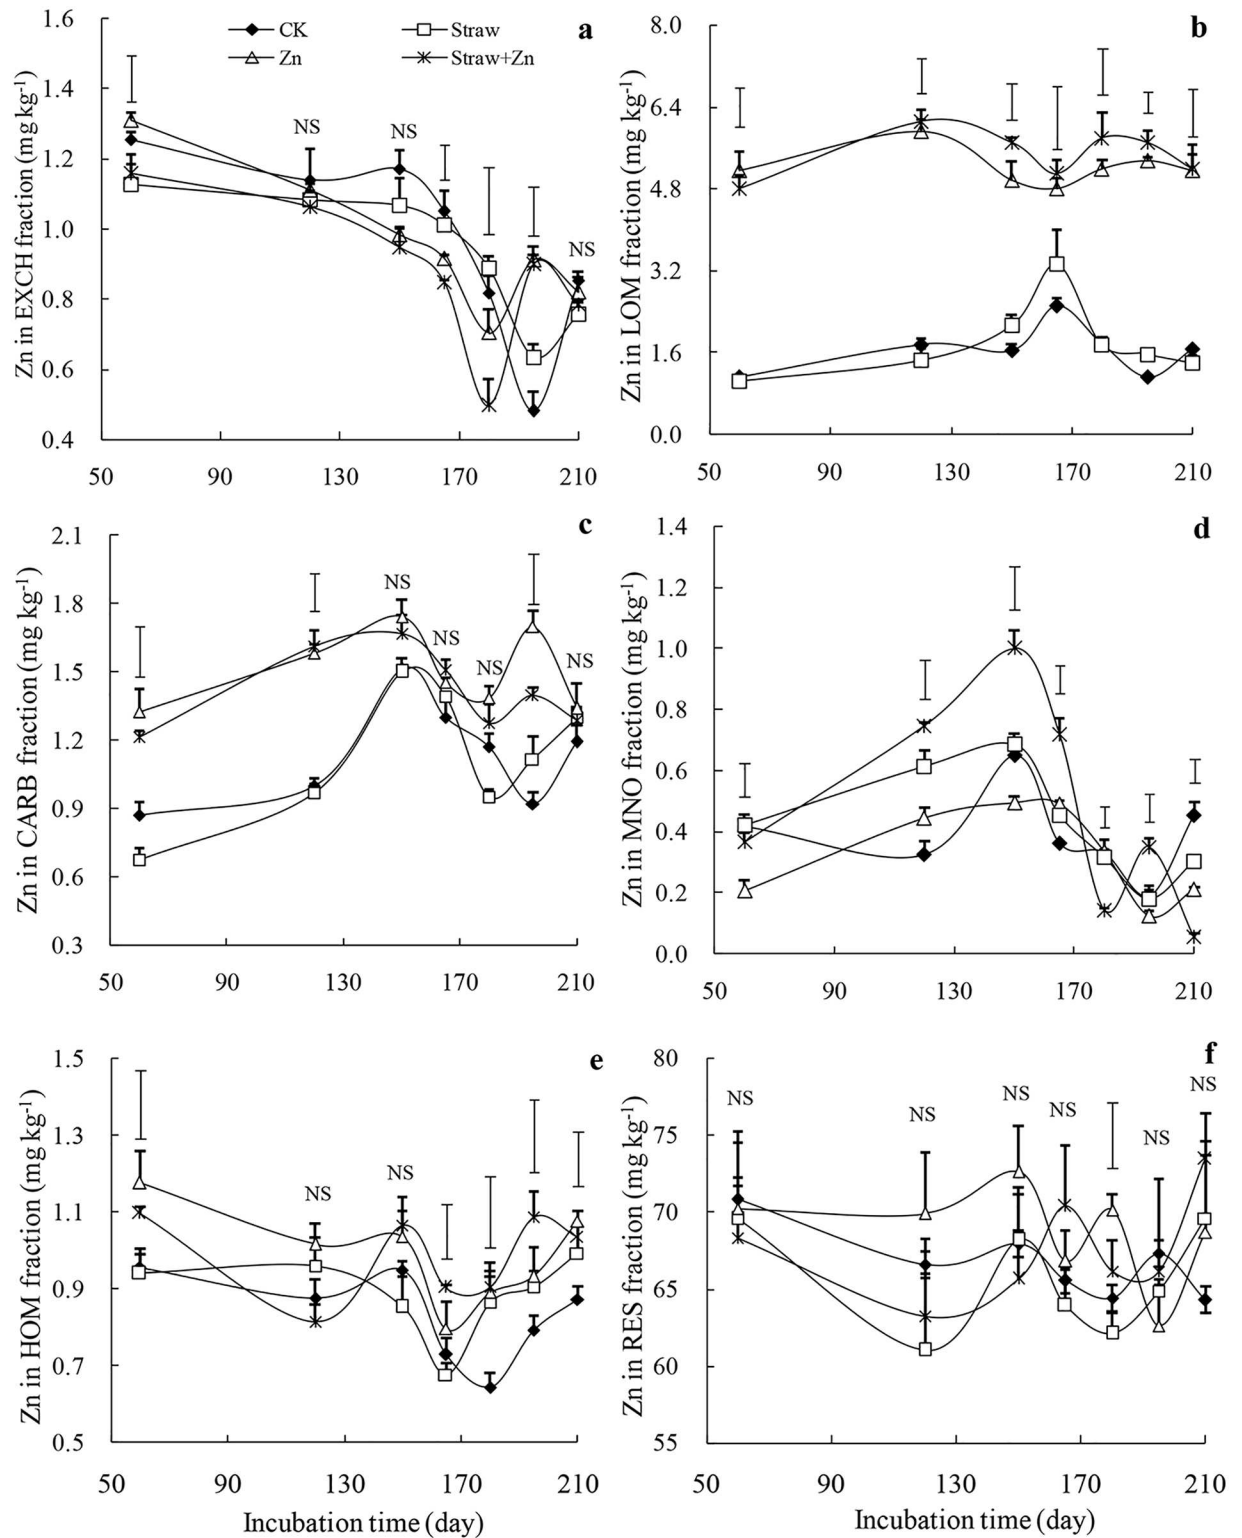 a
CK
Straw
Zn
Straw+Zn
Zn in EXCH fraction (mg kg-1)
1.6
1.4
1.2
1.0
0.8
0.6
0.4
NS
NS
NS
50 90 130 170 210
b
Zn in LOM fraction (mg kg-1)
8.0
6.4
4.8
3.2
1.6
0.0
50 90 130 170 210
c
Zn in CARB fraction (mg kg-1)
2.1
1.8
1.5
1.2
0.9
0.6
0.3
NS
NS
NS
NS
50 90 130 170 210
d
Zn in MNO fraction (mg kg-1)
1.4
1.2
1.0
0.8
0.6
0.4
0.2
0.0
50 90 130 170 210
e
Zn in HOM fraction (mg kg-1)
1.5
1.3
1.1
0.9
0.7
0.5
NS
NS
50 90 130 170 210
Incubation time (day)
f
Zn in RES fraction (mg kg-1)
80
75
70
65
60
55
NS
NS
NS
NS
NS
NS
50 90 130 170 210
Incubation time (day)